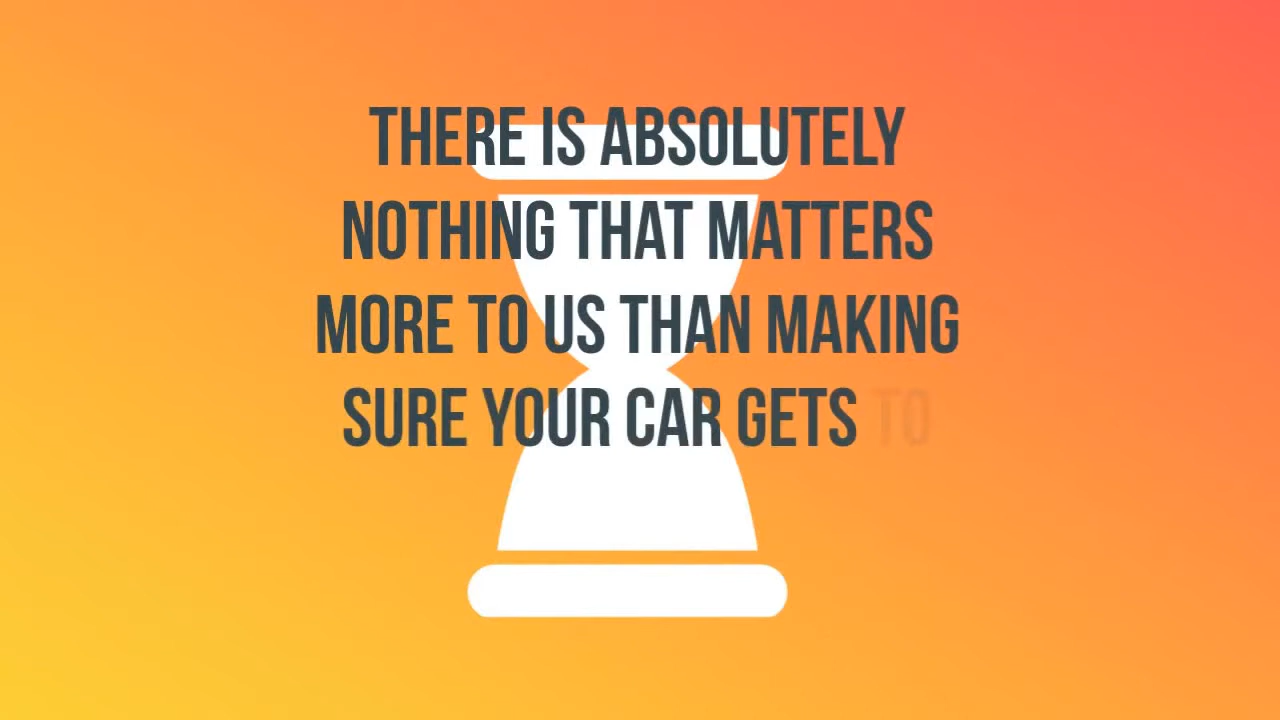 THERE IS ABSOLUTELY
NOTHING THAT MATTERS
MORE TO US THAN MAKING
SURE YOUR CAR GETS TO